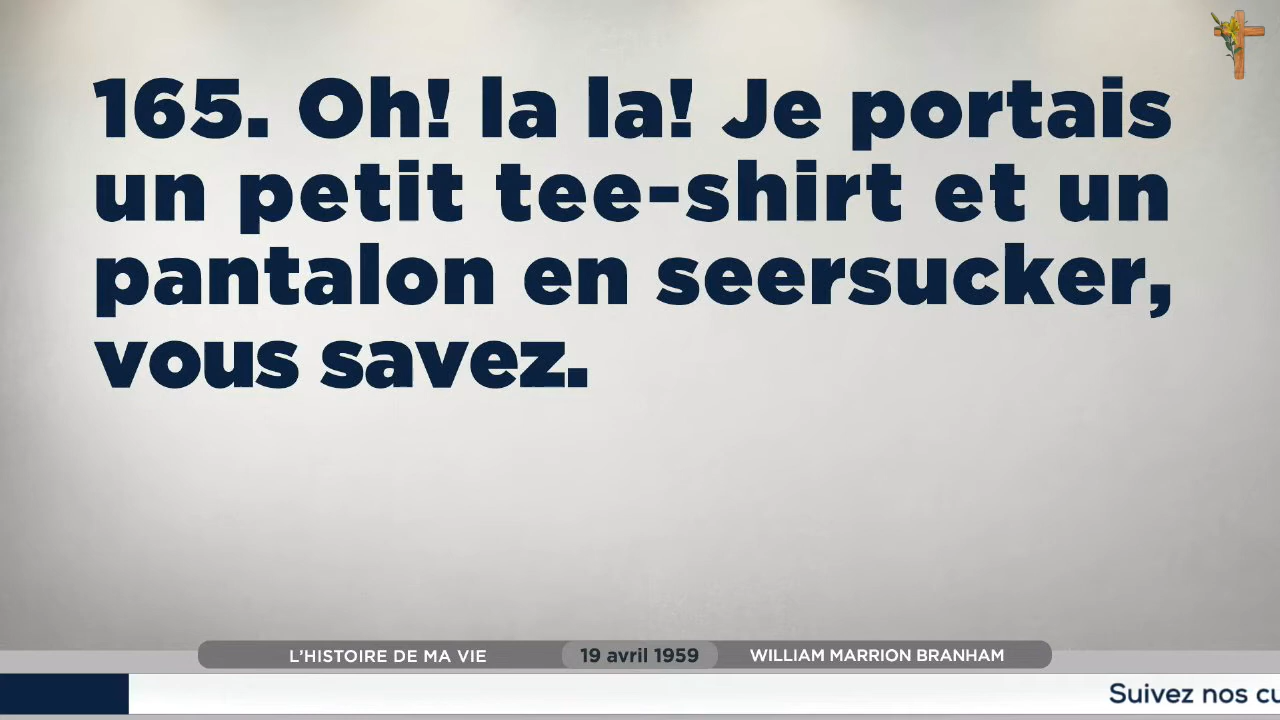 165. Oh! la la! Je portais
un petit tee-shirt et un
pantalon en seersucker,
vous savez.
L'HISTOIRE DE MA VIE 19 avril 1959 WILLIAM MARRION BRANHAM
Suivez nos